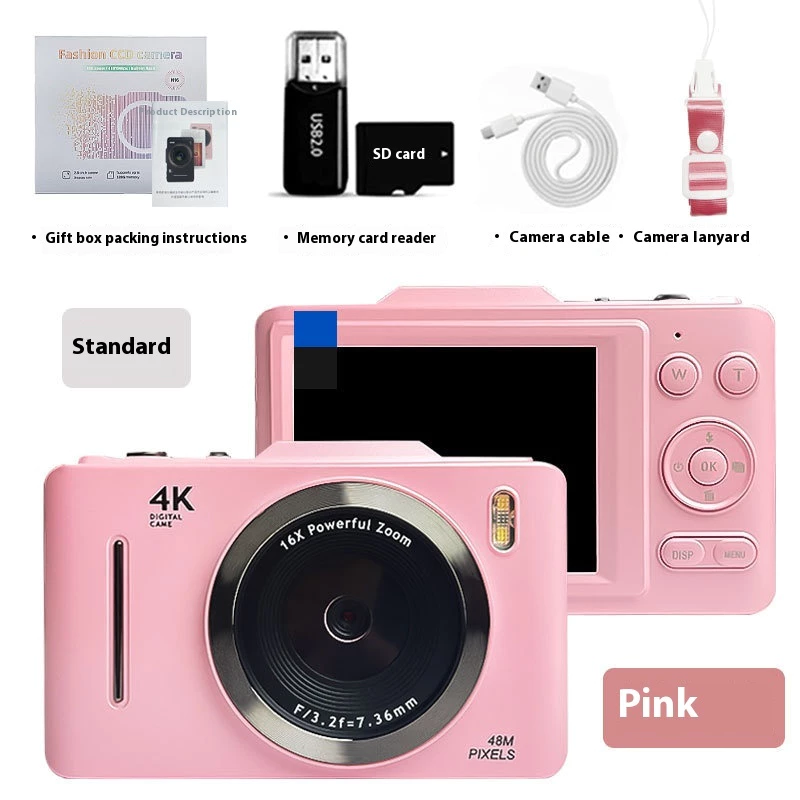 Fashion CCD camera
N16
Product Description
USB2.0
SD card
• Gift box packing instructions
• Memory card reader
• Camera cable
• Camera lanyard
Standard
W
T
OK
DISP
MENU
4K
DIGITAL
CAME
16X Powerful Zoom
F/3.2f=7.36mm
48M
PIXELS
Pink